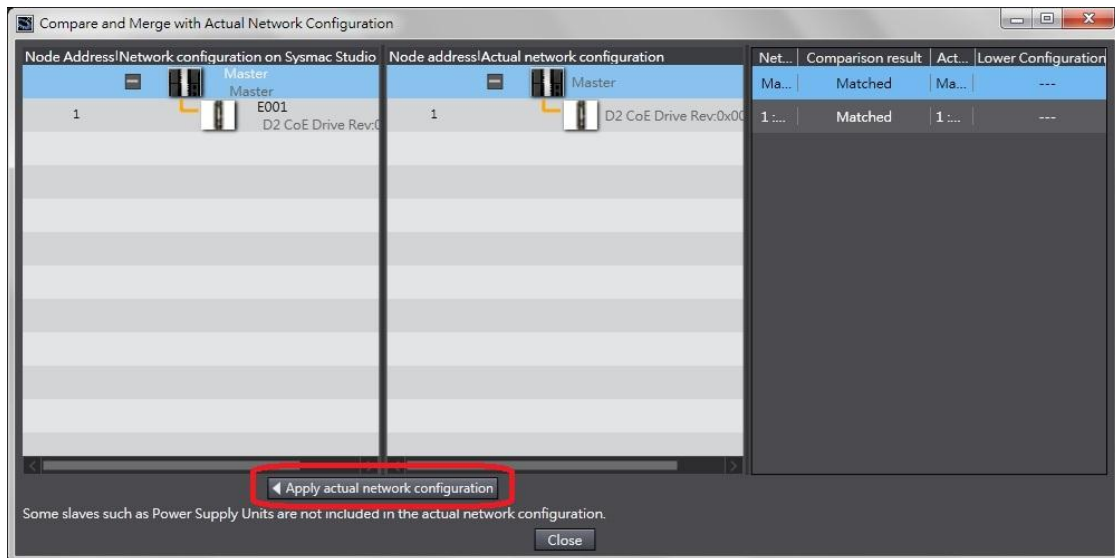 Compare and Merge with Actual Network Configuration
Node Address|Network configuration on Sysmac Studio
Node address|Actual network configuration
Net... Comparison result Act... Lower Configuration
Master
Master
Master
Ma... Matched Ma... ---
1
E001
D2 CoE Drive Rev:0
1
D2 CoE Drive Rev:0x00
1 :... Matched 1 :... ---
Apply actual network configuration
Some slaves such as Power Supply Units are not included in the actual network configuration.
Close